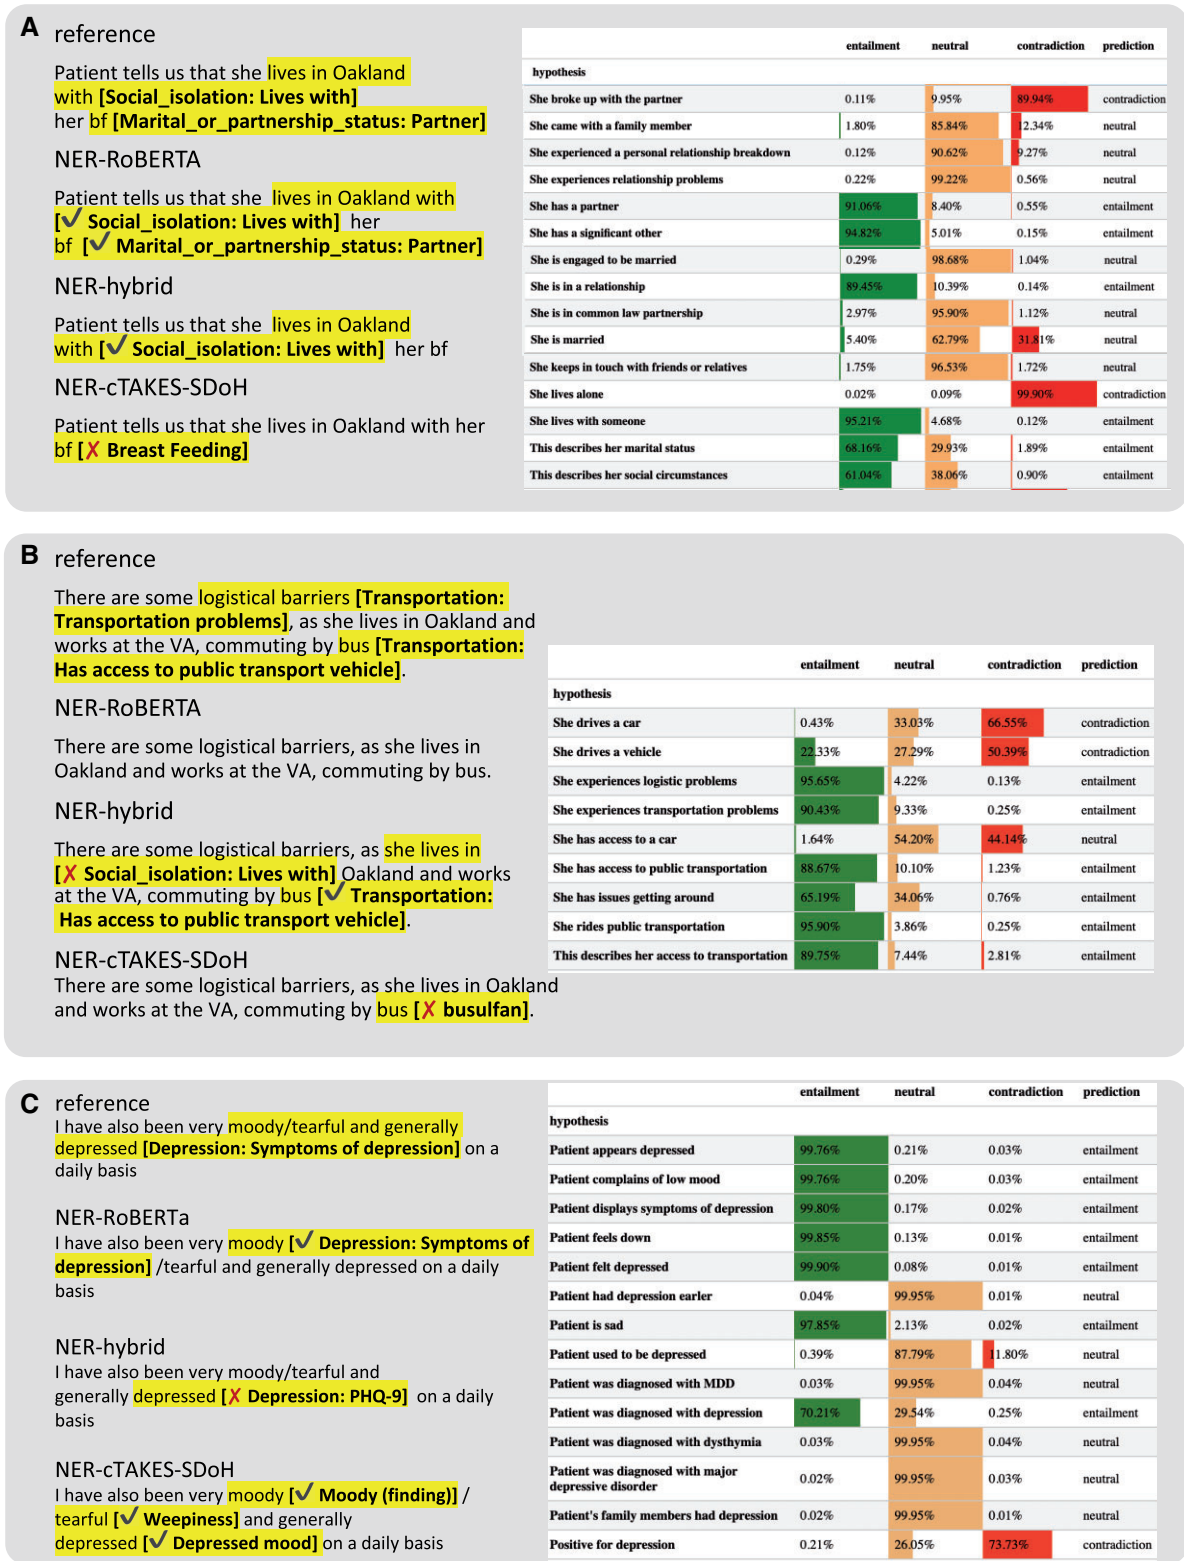 A
reference
Patient tells us that she lives in Oakland
with [Social_isolation: Lives with]
her bf [Marital_or_partnership_status: Partner]
NER-RoBERTA
Patient tells us that she lives in Oakland with
[✓ Social_isolation: Lives with] her
bf [✓ Marital_or_partnership_status: Partner]
NER-hybrid
Patient tells us that she lives in Oakland
with [✓ Social_isolation: Lives with] her bf
NER-cTAKES-SDoH
Patient tells us that she lives in Oakland with her
bf [✗ Breast Feeding]
entailment neutral contradiction prediction
hypothesis
She broke up with the partner 0.11% 9.95% 89.94% contradiction
She came with a family member 1.80% 85.84% 12.34% neutral
She experienced a personal relationship breakdown 0.12% 90.62% 9.27% neutral
She experiences relationship problems 0.22% 99.22% 0.56% neutral
She has a partner 91.06% 8.40% 0.55% entailment
She has a significant other 94.82% 5.01% 0.15% entailment
She is engaged to be married 0.29% 98.68% 1.04% neutral
She is in a relationship 89.45% 10.39% 0.14% entailment
She is in common law partnership 2.97% 95.90% 1.12% neutral
She is married 5.40% 62.79% 31.81% neutral
She keeps in touch with friends or relatives 1.75% 96.53% 1.72% neutral
She lives alone 0.02% 0.09% 99.90% contradiction
She lives with someone 95.21% 4.68% 0.12% entailment
This describes her marital status 68.16% 29.93% 1.89% entailment
This describes her social circumstances 61.04% 38.06% 0.90% entailment
B
reference
There are some logistical barriers [Transportation:
Transportation problems], as she lives in Oakland and
works at the VA, commuting by bus [Transportation:
Has access to public transport vehicle].
NER-RoBERTA
There are some logistical barriers, as she lives in
Oakland and works at the VA, commuting by bus.
NER-hybrid
There are some logistical barriers, as she lives in
[✗ Social_isolation: Lives with] Oakland and works
at the VA, commuting by bus [✓ Transportation:
Has access to public transport vehicle].
NER-cTAKES-SDoH
There are some logistical barriers, as she lives in Oakland
and works at the VA, commuting by bus [✗ busulfan].
entailment neutral contradiction prediction
hypothesis
She drives a car 0.43% 33.03% 66.55% contradiction
She drives a vehicle 22.33% 27.29% 50.39% contradiction
She experiences logistic problems 95.65% 4.22% 0.13% entailment
She experiences transportation problems 90.43% 9.33% 0.25% entailment
She has access to a car 1.64% 54.20% 44.14% neutral
She has access to public transportation 88.67% 10.10% 1.23% entailment
She has issues getting around 65.19% 34.06% 0.76% entailment
She rides public transportation 95.90% 3.86% 0.25% entailment
This describes her access to transportation 89.75% 7.44% 2.81% entailment
C
reference
I have also been very moody/tearful and generally
depressed [Depression: Symptoms of depression] on a
daily basis
NER-RoBERTa
I have also been very moody [✓ Depression: Symptoms of
depression] /tearful and generally depressed on a daily
basis
NER-hybrid
I have also been very moody/tearful and
generally depressed [✗ Depression: PHQ-9] on a daily
basis
NER-cTAKES-SDoH
I have also been very moody [✓ Moody (finding)] /
tearful [✓ Weepiness] and generally
depressed [✓ Depressed mood] on a daily basis
entailment neutral contradiction prediction
hypothesis
Patient appears depressed 99.76% 0.21% 0.03% entailment
Patient complains of low mood 99.76% 0.20% 0.03% entailment
Patient displays symptoms of depression 99.80% 0.17% 0.02% entailment
Patient feels down 99.85% 0.13% 0.01% entailment
Patient felt depressed 99.90% 0.08% 0.01% entailment
Patient had depression earler 0.04% 99.95% 0.01% neutral
Patient is sad 97.85% 2.13% 0.02% entailment
Patient used to be depressed 0.39% 87.79% 11.80% neutral
Patient was diagnosed with MDD 0.03% 99.95% 0.04% neutral
Patient was diagnosed with depression 70.21% 29.54% 0.25% entailment
Patient was diagnosed with dysthymia 0.03% 99.95% 0.04% neutral
Patient was diagnosed with major
depressive disorder 0.02% 99.95% 0.03% neutral
Patient's family members had depression 0.02% 99.95% 0.01% neutral
Positive for depression 0.21% 26.05% 73.73% contradiction